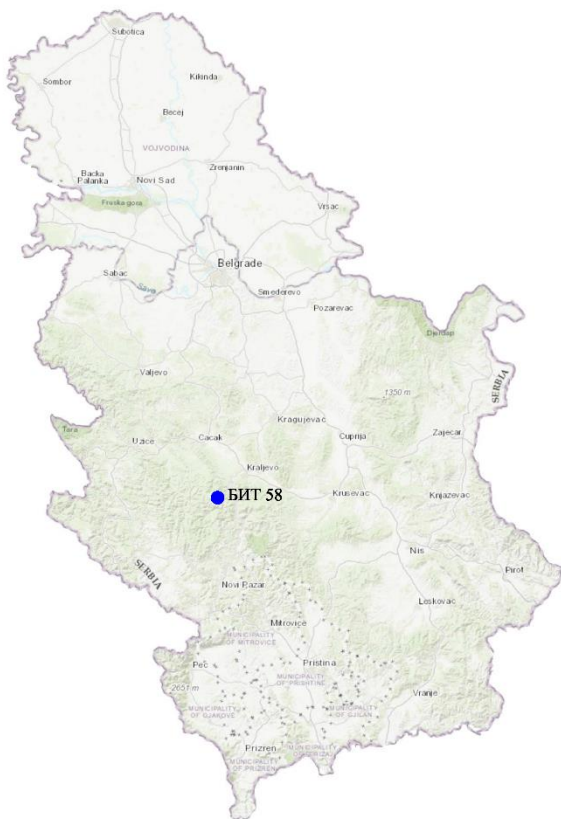 Subotica
Kikinda
Sombor
Becej
VOJVODINA
Zrenjanin
Backa
Palanka
Novi Sad
Fruska gora
Vrsac
Belgrade
Sabac
Sava
Smederevo
Pozarevac
Djerdap
SERBIA
Valjevo
1350 m
Kragujevac
Tara
Uzice
Cacak
Cuprija
Zajecar
Kraljevo
БИТ 58
Krusevac
Knjazevac
Nis
SERBIA
Pirot
Novi Pazar
Leskovac
Mitrovice
MUNICIPALITY
OF MITROVICE
Pec
Pristina
2651 m
MUNICIPALITY
OF PRISHTINE
Vranje
MUNICIPALITY
OF GJAKOVE
MUNICIPALITY
OF GJILAN
Prizren
MUNICIPALITY
OF PRIZREN